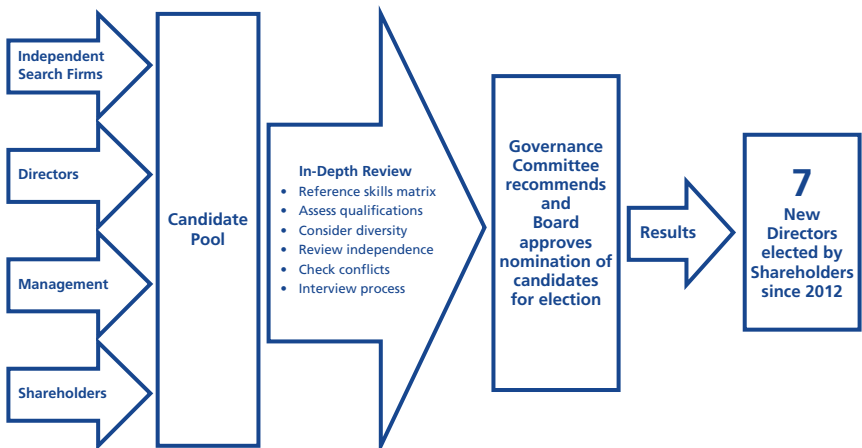 Independent
Search Firms
Directors
Management
Shareholders
Candidate
Pool
In-Depth Review
• Reference skills matrix
• Assess qualifications
• Consider diversity
• Review independence
• Check conflicts
• Interview process
Governance
Committee
recommends
and
Board
approves
nomination of
candidates
for election
Results
7
New
Directors
elected by
Shareholders
since 2012